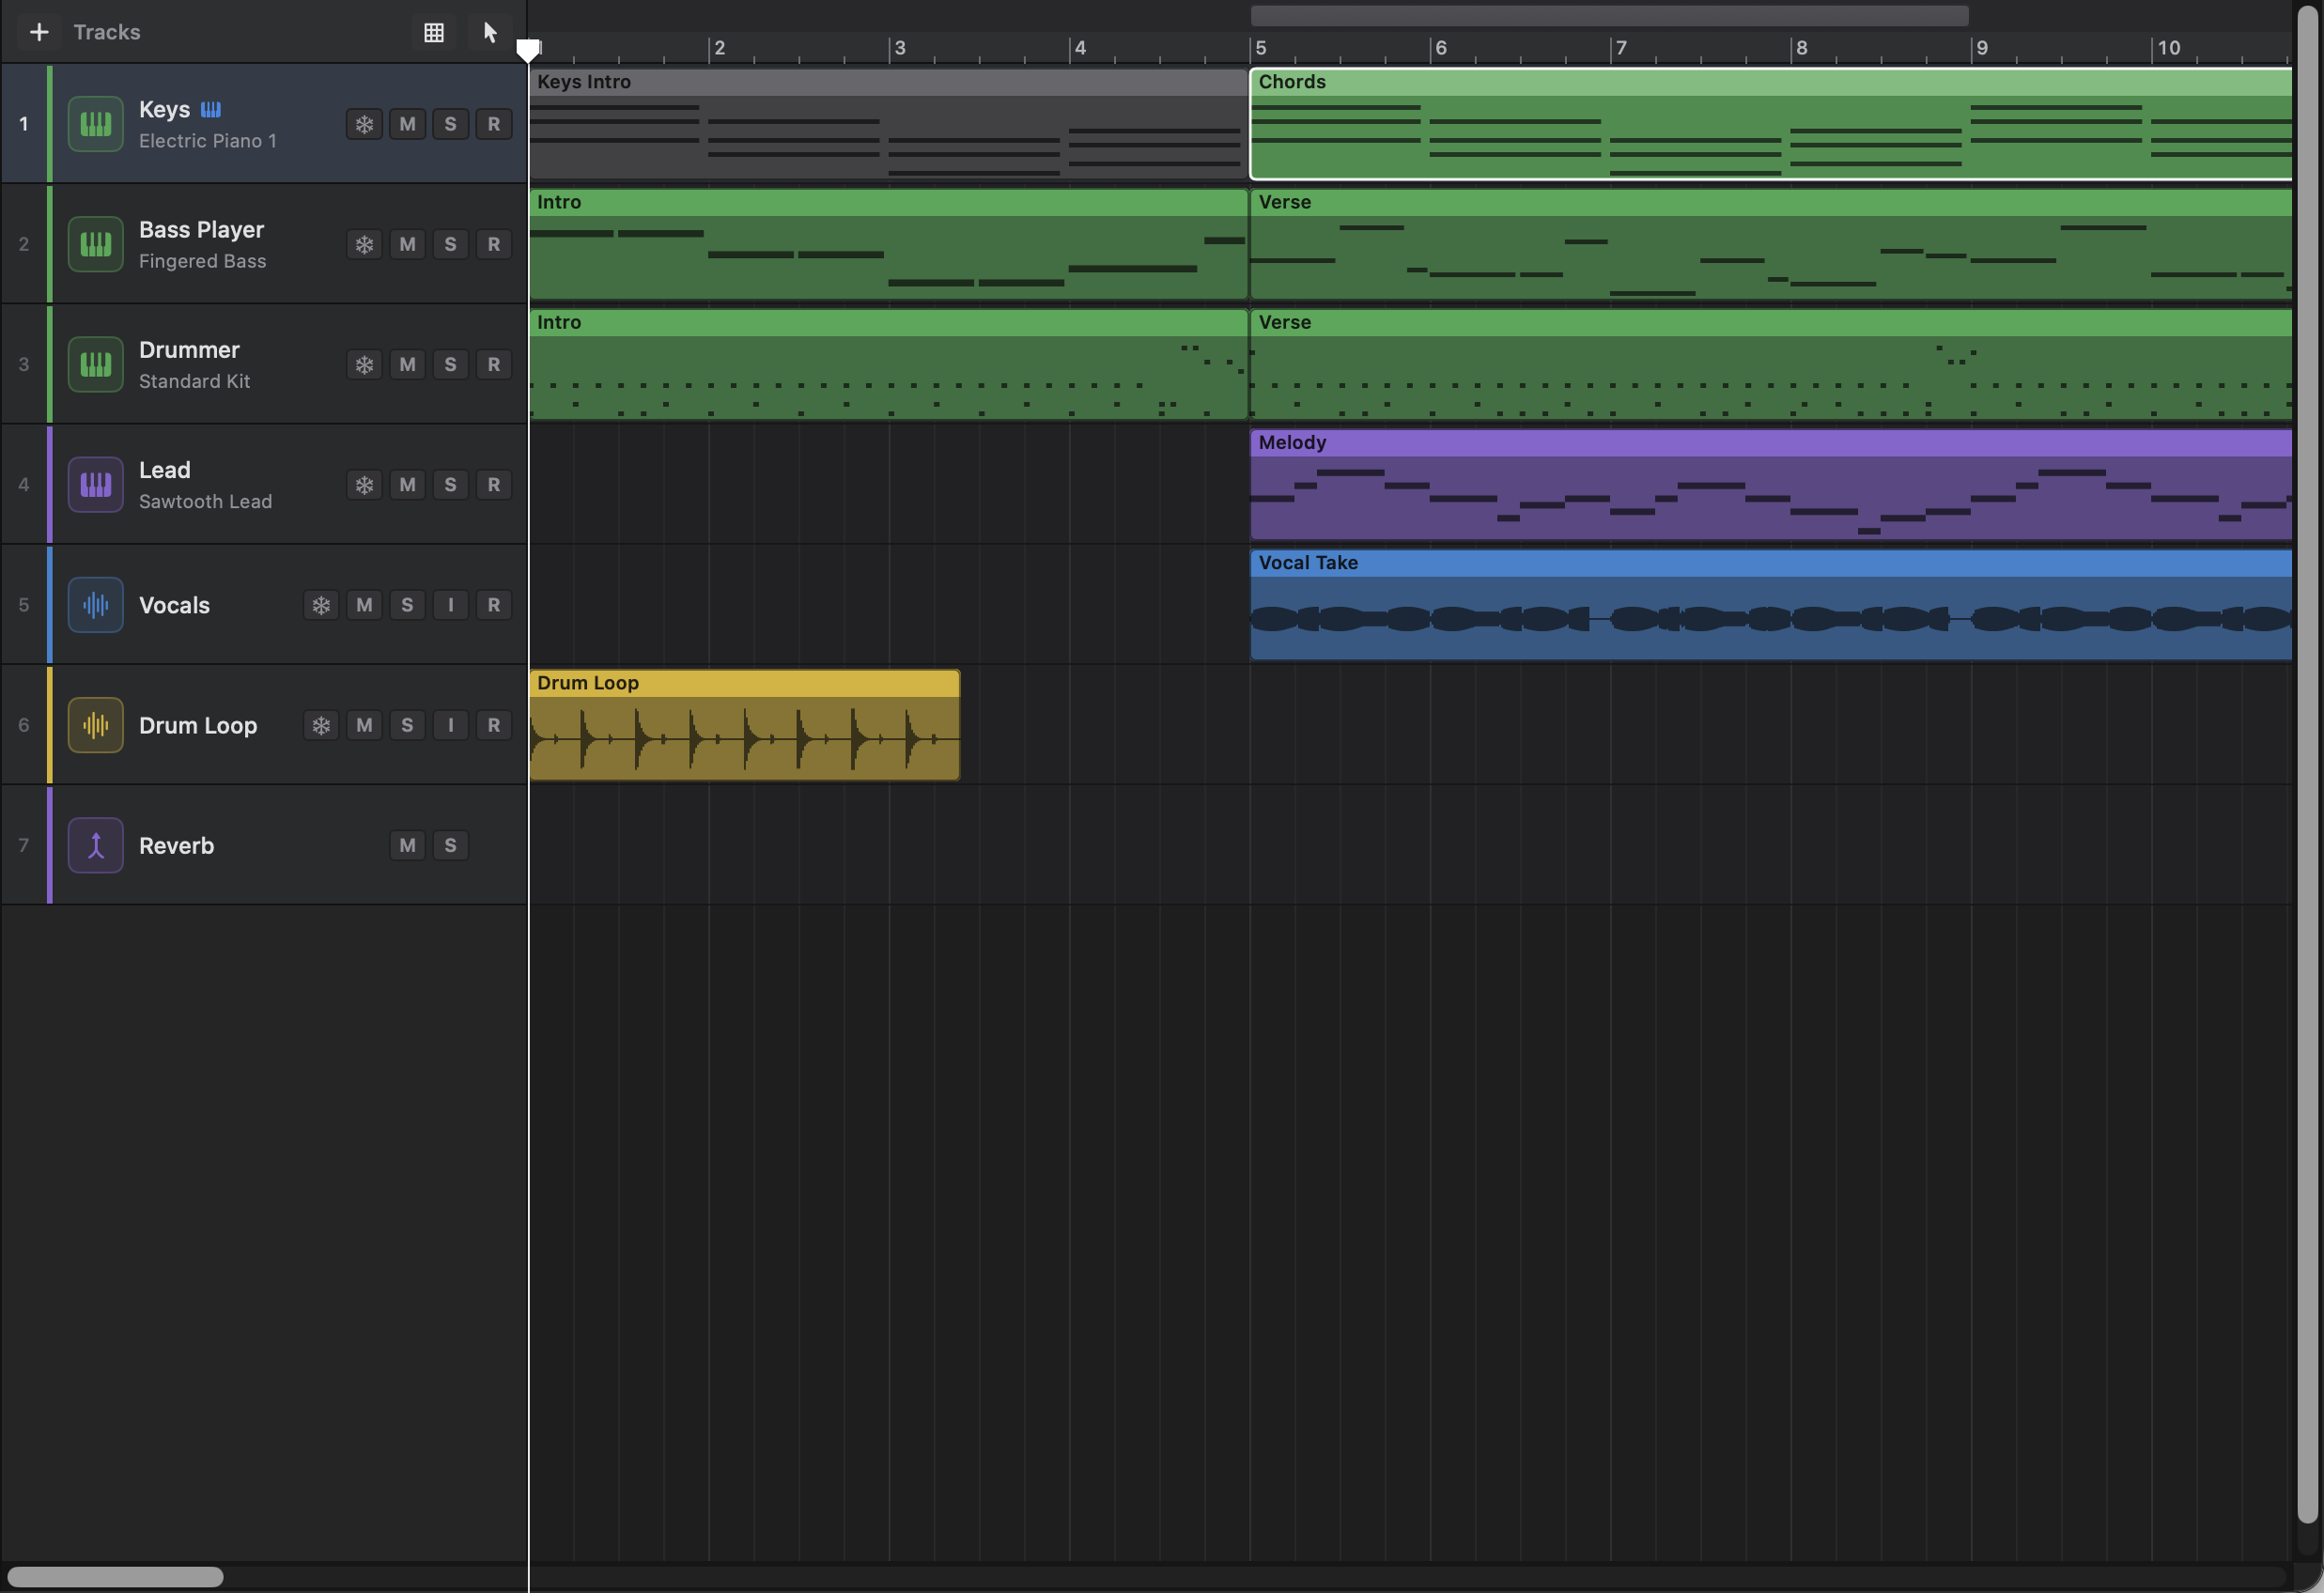 Tracks
1 2 3 4 5 6 7 8 9 10
1 Keys M S R
Electric Piano 1
Keys Intro Chords
2 Bass Player M S R
Fingered Bass
Intro Verse
3 Drummer M S R
Standard Kit
Intro Verse
4 Lead M S R
Sawtooth Lead
Melody
5 Vocals M S I R
Vocal Take
6 Drum Loop M S I R
Drum Loop
7 Reverb M S